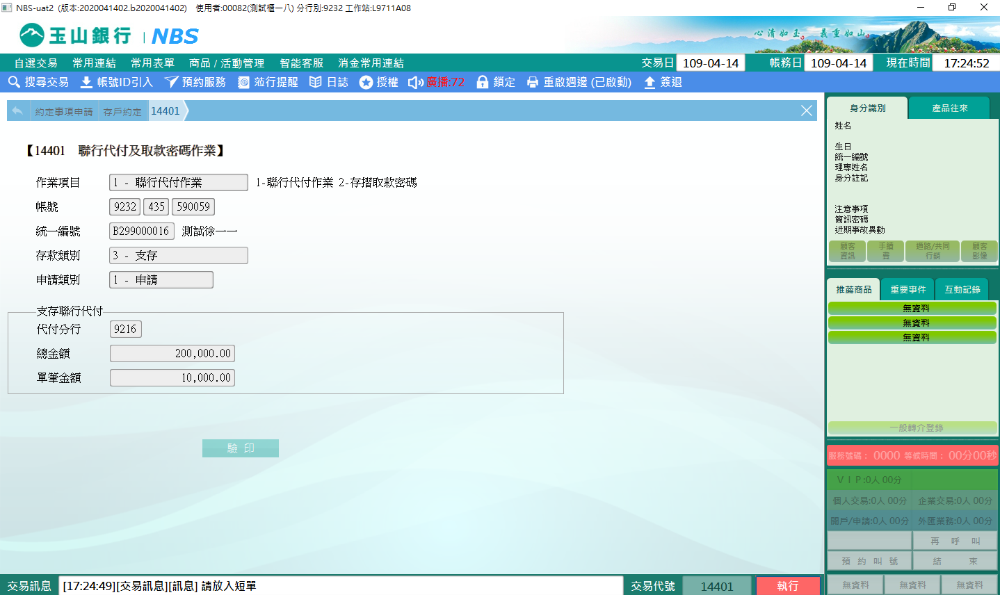 NBS-uat2 (版本:2020041402.b2020041402) 使用者:00082(測試櫃一八) 分行別:9232 工作站:L9711A08
玉山銀行 | NBS
心清如玉。 義重如山。
自選交易 常用連結 常用表單 商品 / 活動管理 智能客服 消金常用連結 交易日 109-04-14 帳務日 109-04-14 現在時間 17:24:52
搜尋交易 帳號ID引入 預約服務 蒞行提醒 日誌 授權 廣播:72 鎖定 重啟週邊 (已啟動) 簽退
約定事項申請 存戶約定 14401
【14401 聯行代付及取款密碼作業】
作業項目 1 - 聯行代付作業 1-聯行代付作業 2-存摺取款密碼
帳號 9232 435 590059
統一編號 B299000016 測試徐一一
存款類別 3 - 支存
申請類別 1 - 申請
支存聯行代付
代付分行 9216
總金額 200,000.00
單筆金額 10,000.00
驗 印
身分識別 產品往來
姓名
生日
統一編號
理專姓名
身分註記
注意事項
簡訊密碼
近期事故異動
顧客資訊 手續費 通路/共同行銷 顧客影像
推薦商品 重要事件 互動記錄
無資料
無資料
無資料
一般轉介登錄
服務號碼： 0000 等候時間： 00分00秒
V I P:0人 00分
個人交易:0人 00分 企業交易:0人 00分
開戶/申請:0人 00分 外匯業務:0人 00分
再 呼 叫
預 約 叫 號 結 束
無資料 無資料 無資料
交易訊息 [17:24:49][交易訊息][訊息] 請放入短單 交易代號 14401 執行